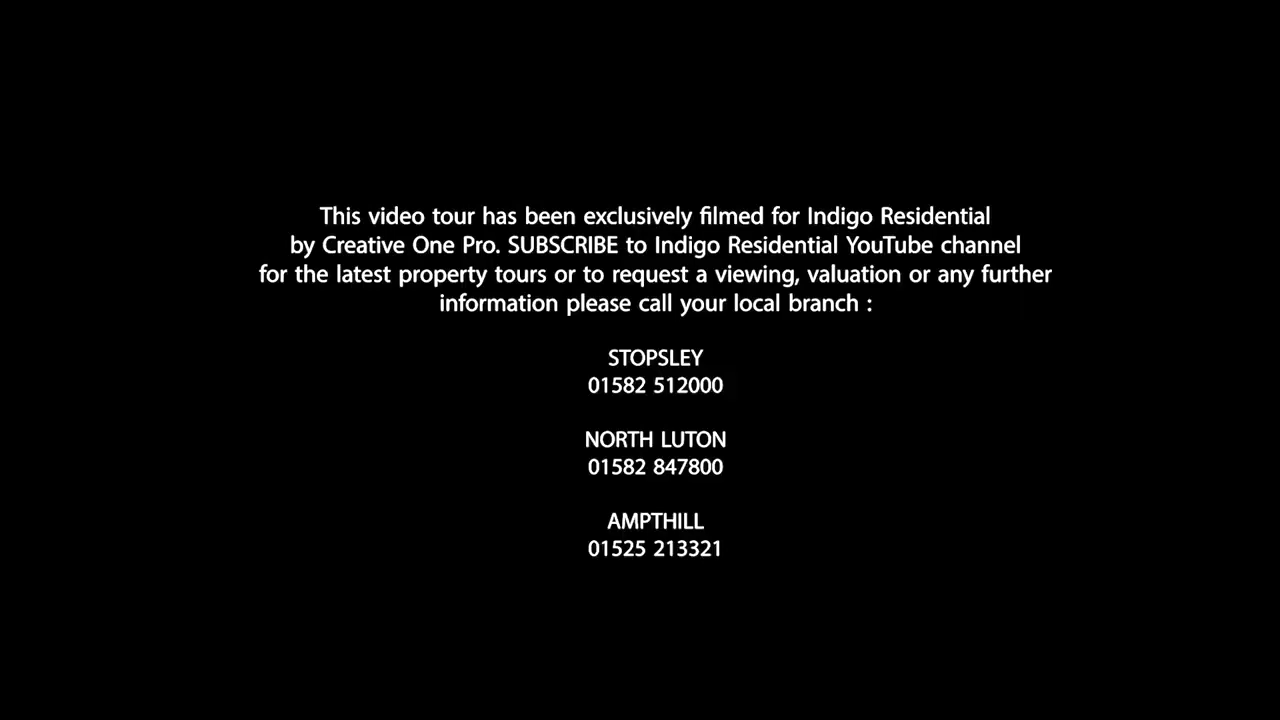 This video tour has been exclusively filmed for Indigo Residential
by Creative One Pro. SUBSCRIBE to Indigo Residential YouTube channel
for the latest property tours or to request a viewing, valuation or any further
information please call your local branch :
STOPSLEY
01582 512000
NORTH LUTON
01582 847800
AMPTHILL
01525 213321